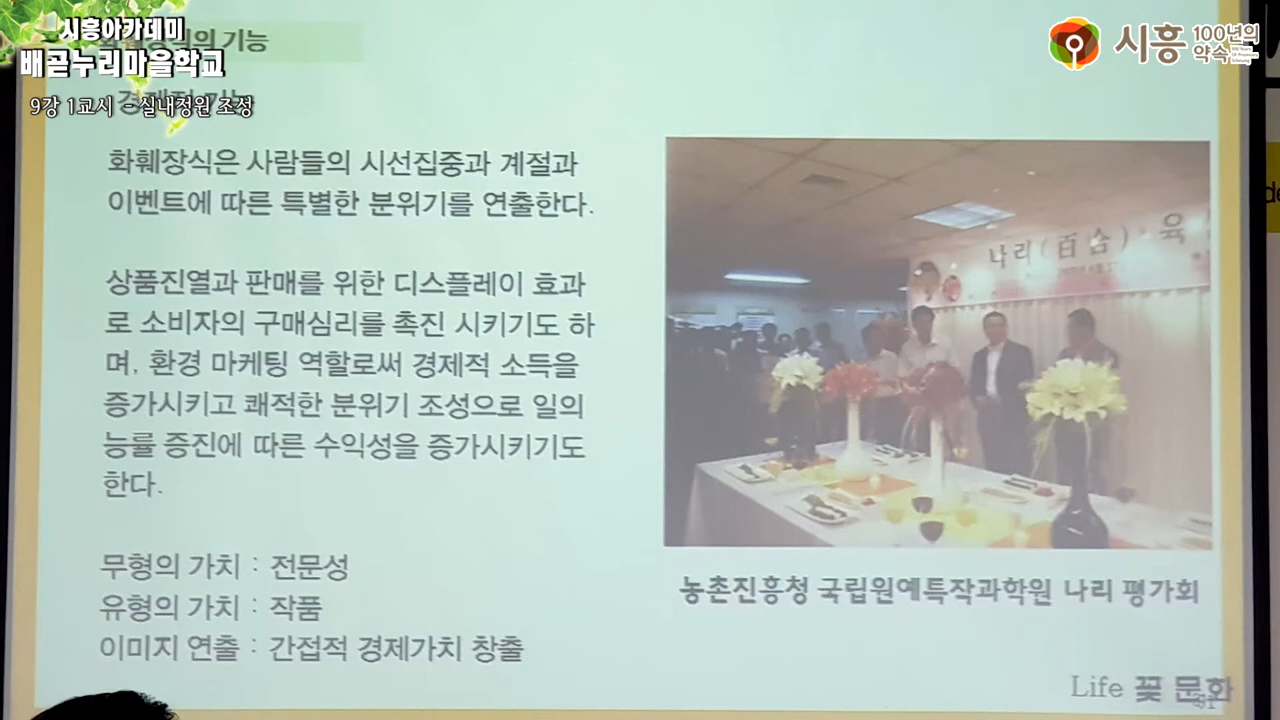 시흥아카데미
배곧누리마을학교
9강 1교시 - 실내정원 조성
시흥 100년의 약속
기능
화훼장식은 사람들의 시선집중과 계절과
이벤트에 따른 특별한 분위기를 연출한다.
상품진열과 판매를 위한 디스플레이 효과
로 소비자의 구매심리를 촉진 시키기도 하
며, 환경 마케팅 역할로써 경제적 소득을
증가시키고 쾌적한 분위기 조성으로 일의
능률 증진에 따른 수익성을 증가시키기도
한다.
무형의 가치 : 전문성
유형의 가치 : 작품
이미지 연출 : 간접적 경제가치 창출
나리(百合) 육
농촌진흥청 국립원예특작과학원 나리 평가회
Life 꽃 문화